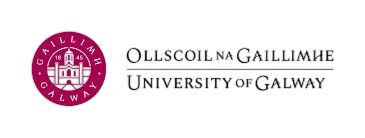 GAILLIMH
18 45
GALWAY
OLLSCOIL NA GAILLIMHE
UNIVERSITY OF GALWAY